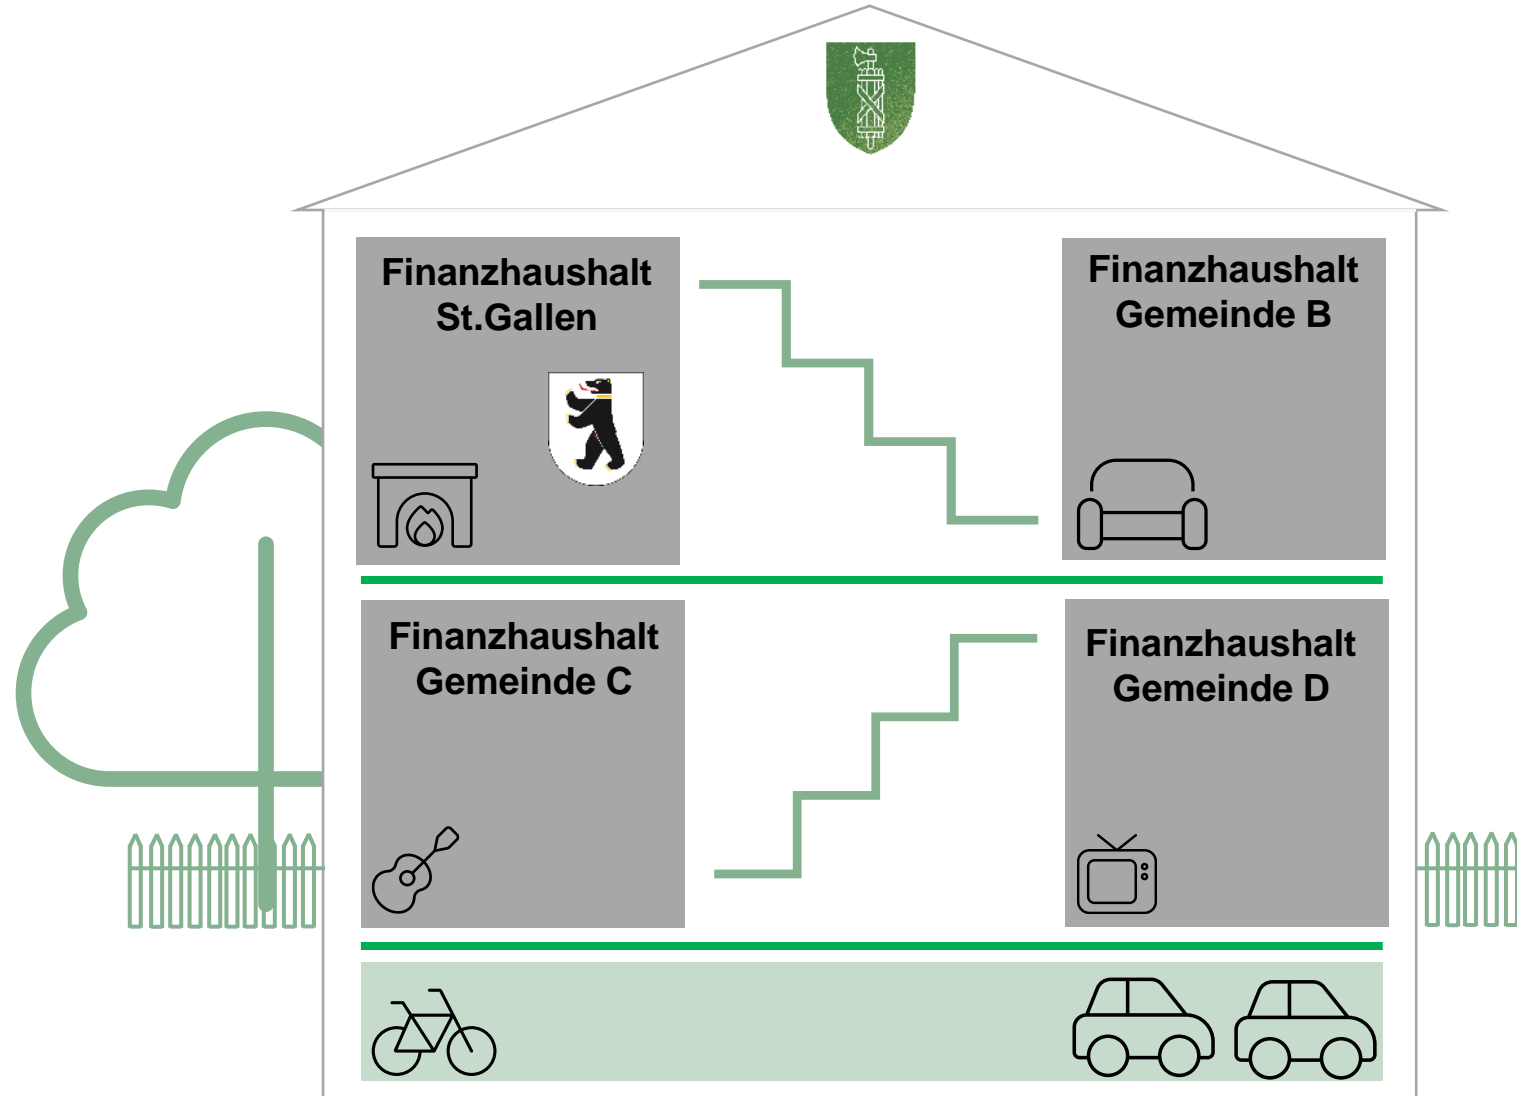 Finanzhaushalt
St.Gallen
Finanzhaushalt
Gemeinde B
Finanzhaushalt
Gemeinde C
Finanzhaushalt
Gemeinde D